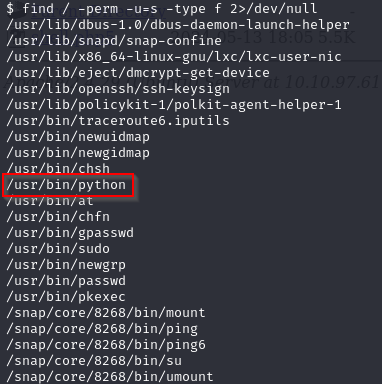 $ find / -perm -u=s -type f 2>/dev/null
/usr/lib/dbus-1.0/dbus-daemon-launch-helper
/usr/lib/snapd/snap-confine
/usr/lib/x86_64-linux-gnu/lxc/lxc-user-nic
/usr/lib/eject/dmcrypt-get-device
/usr/lib/openssh/ssh-keysign
/usr/lib/policykit-1/polkit-agent-helper-1
/usr/bin/traceroute6.iputils
/usr/bin/newuidmap
/usr/bin/newgidmap
/usr/bin/chsh
/usr/bin/python
/usr/bin/at
/usr/bin/chfn
/usr/bin/gpasswd
/usr/bin/sudo
/usr/bin/newgrp
/usr/bin/passwd
/usr/bin/pkexec
/snap/core/8268/bin/mount
/snap/core/8268/bin/ping
/snap/core/8268/bin/ping6
/snap/core/8268/bin/su
/snap/core/8268/bin/umount